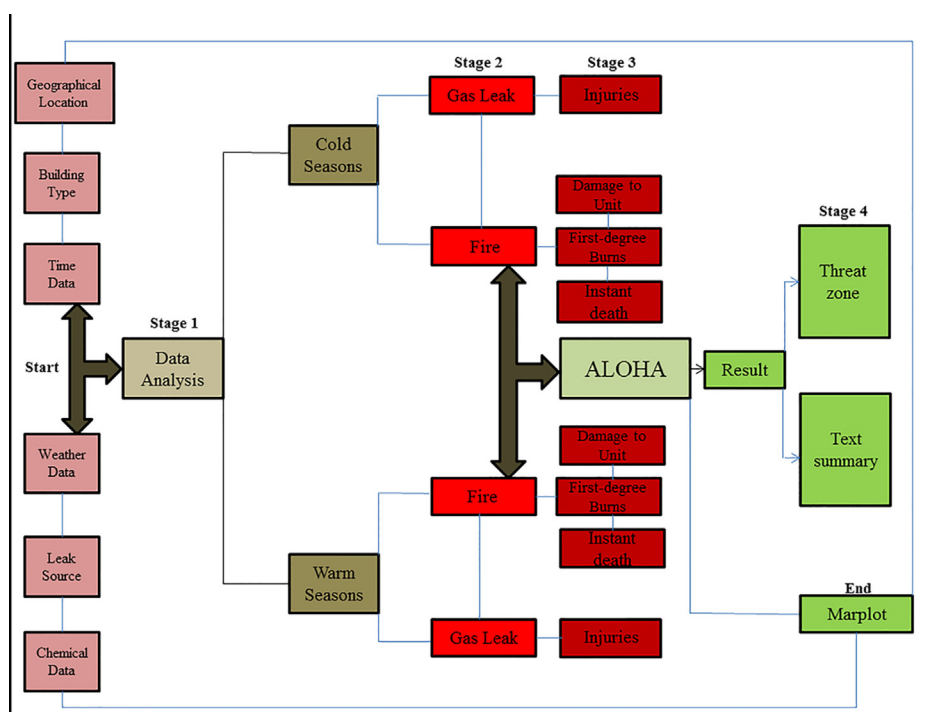 Geographical
Location
Building
Type
Time
Data
Start
Weather
Data
Leak
Source
Chemical
Data
Stage 1
Data
Analysis
Cold
Seasons
Warm
Seasons
Stage 2
Gas Leak
Fire
Fire
Gas Leak
Stage 3
Injuries
Damage to
Unit
First-degree
Burns
Instant
death
ALOHA
Damage to
Unit
First-degree
Burns
Instant
death
Injuries
Result
Stage 4
Threat
zone
Text
summary
End
Marplot